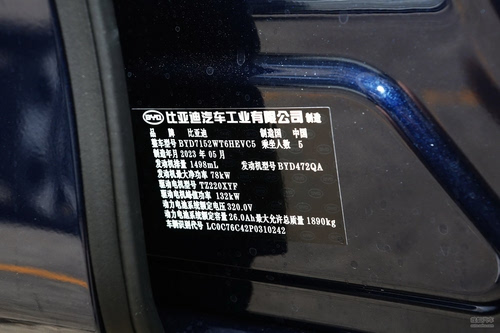 BYD 比亚迪汽车工业有限公司 制造
品 牌 比亚迪 制造国 中国
整车型号 BYD7152WT6HEVC5 乘坐人数 5
制造年月 2023 年 05 月
发动机排量 1498mL 发动机型号 BYD472QA
发动机最大净功率 78kW
驱动电机型号 TZ220XYF
驱动电机峰值功率 132kW
动力电池系统额定电压 320.0V
动力电池系统额定容量 26.0Ah 最大允许总质量 1890kg
车辆识别代号 LC0C76C42P0310242